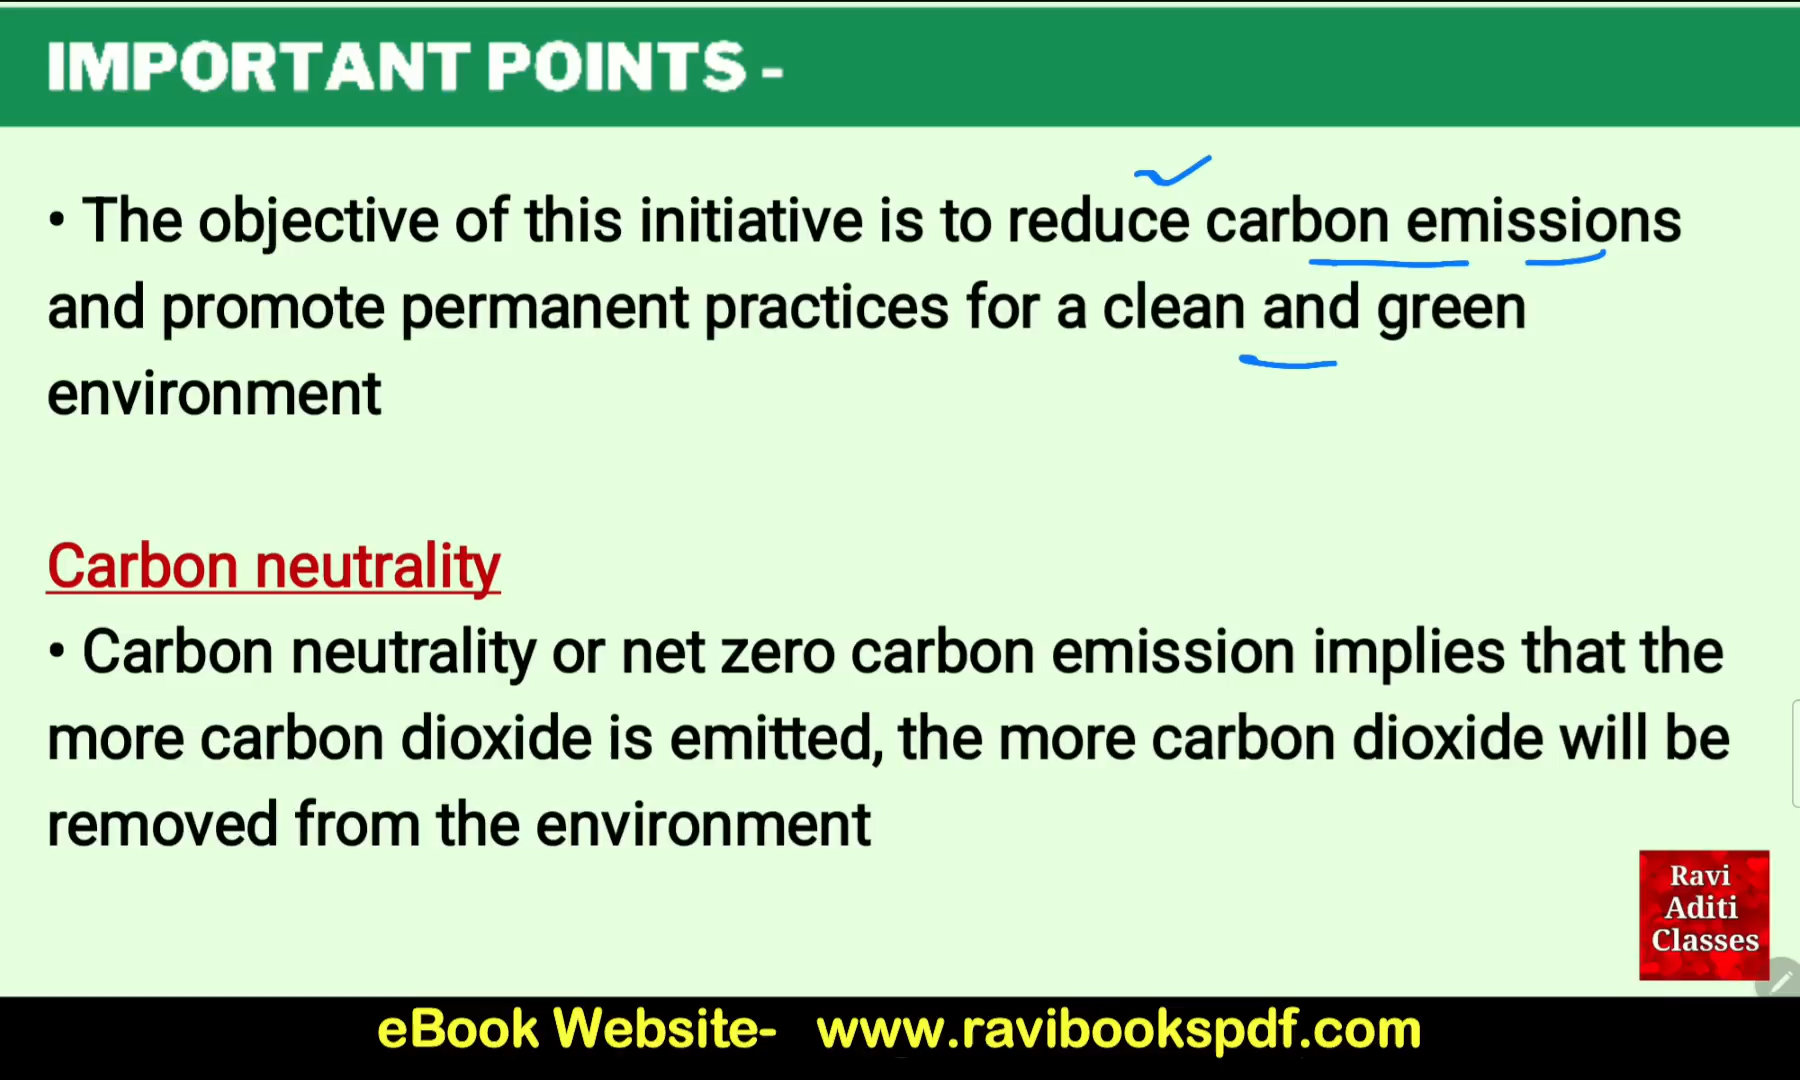 IMPORTANT POINTS -
• The objective of this initiative is to reduce carbon emissions
and promote permanent practices for a clean and green
environment
Carbon neutrality
• Carbon neutrality or net zero carbon emission implies that the
more carbon dioxide is emitted, the more carbon dioxide will be
removed from the environment
Ravi
Aditi
Classes
eBook Website- www.ravibookspdf.com